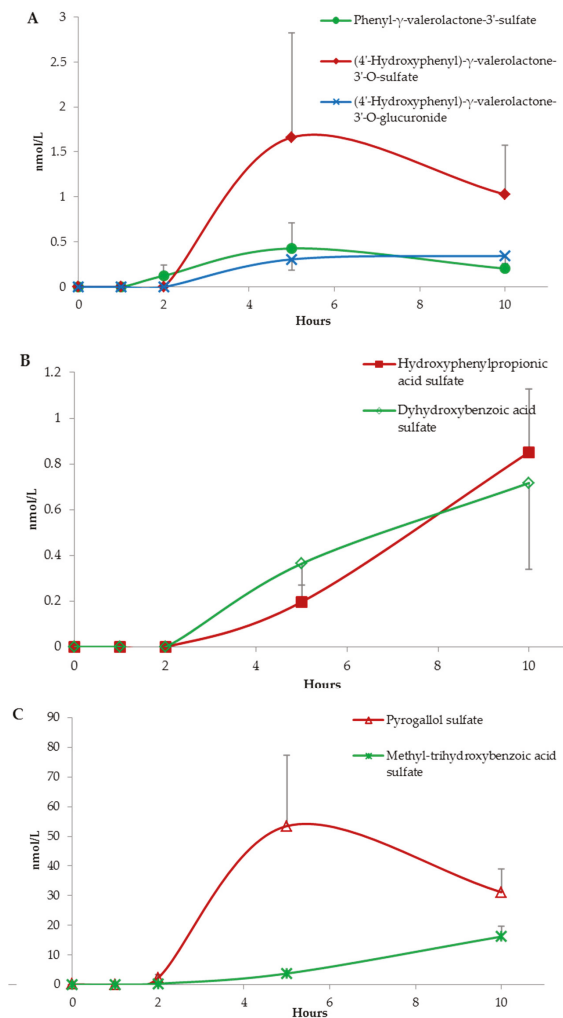 A
Phenyl-γ-valerolactone-3'-sulfate
(4'-Hydroxyphenyl)-γ-valerolactone-
3'-O-sulfate
(4'-Hydroxyphenyl)-γ-valerolactone-
3'-O-glucuronide
nmol/L
3
2.5
2
1.5
1
0.5
0
0 2 4 6 8 10
Hours
B
Hydroxyphenylpropionic
acid sulfate
Dyhydroxybenzoic acid
sulfate
nmol/L
1.2
1
0.8
0.6
0.4
0.2
0
0 2 4 6 8 10
Hours
C
Pyrogallol sulfate
Methyl-trihydroxybenzoic acid
sulfate
nmol/L
90
80
70
60
50
40
30
20
10
0
0 2 4 6 8 10
Hours